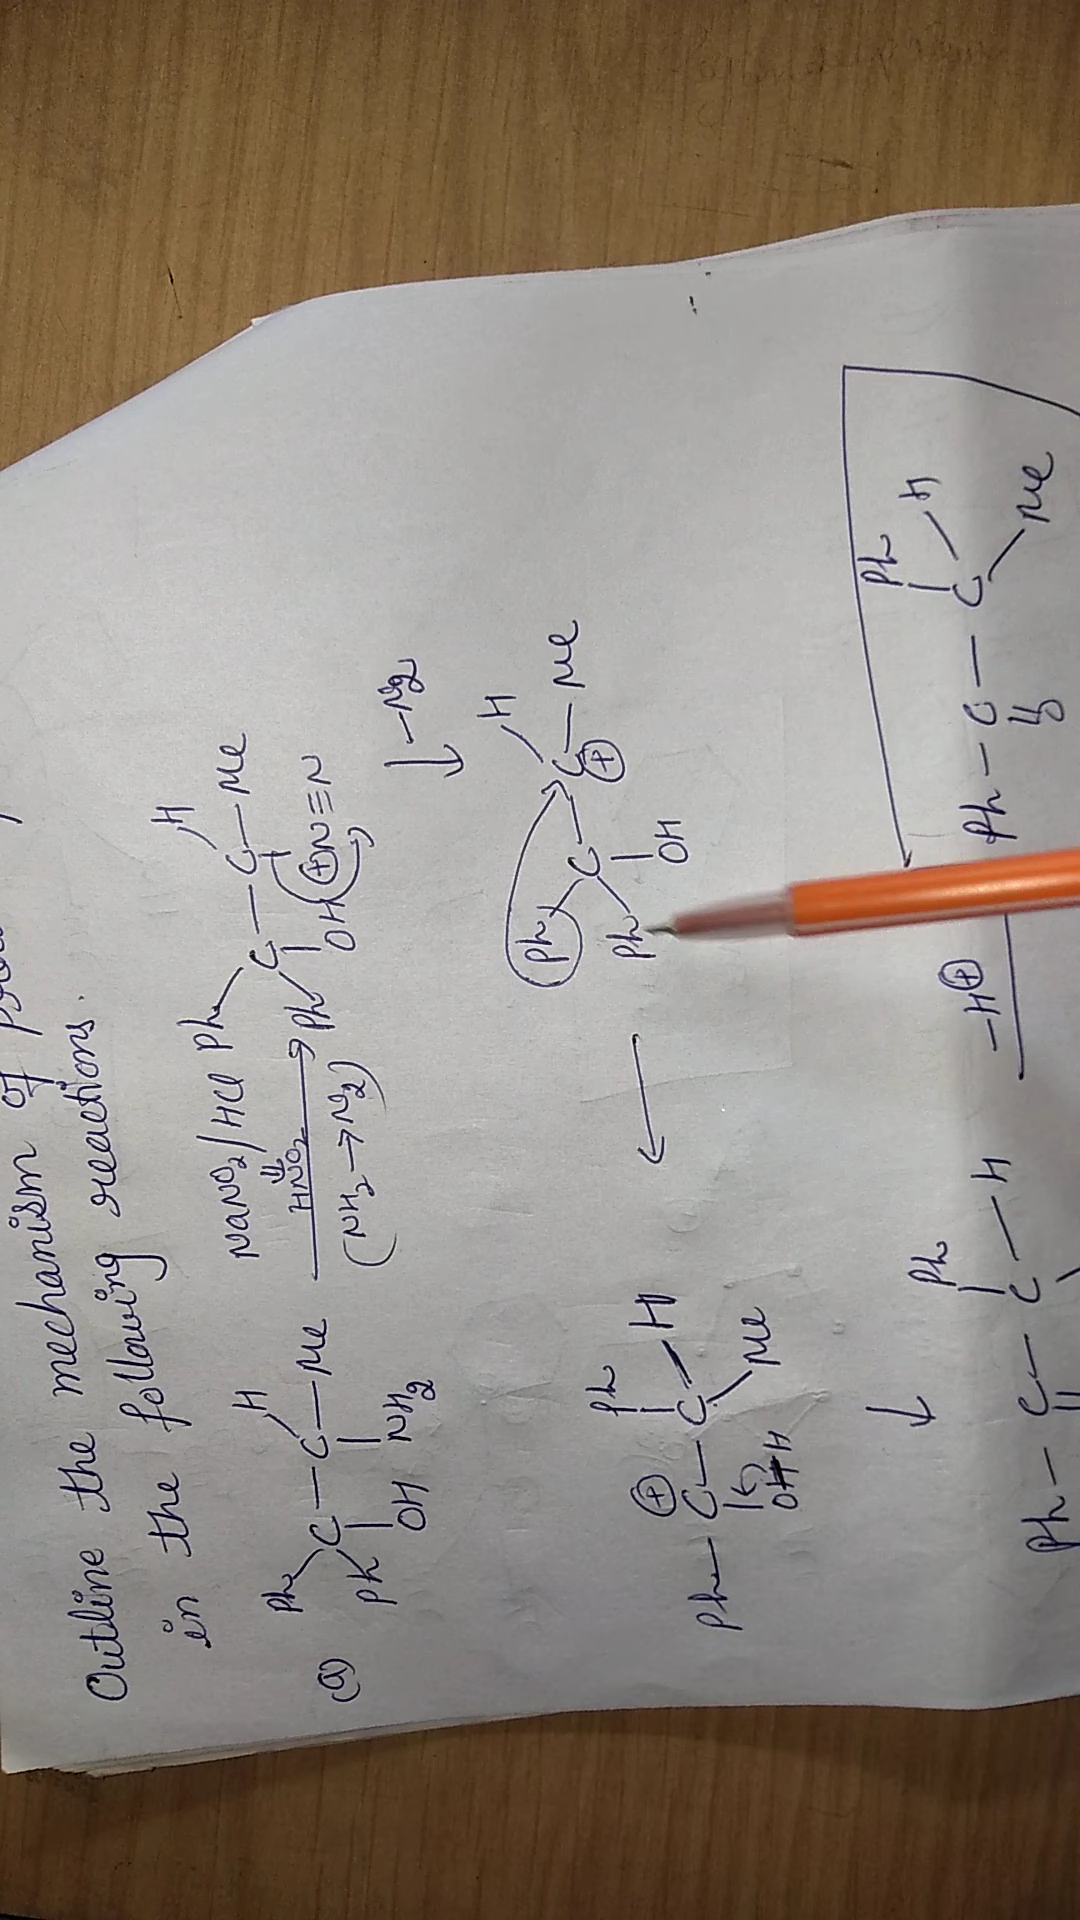 Outline the mechanism of
in the following reactions.
NaNO2/HCl
⇓
HNO2
(NH2→N2)
(a) Ph Ph C — C H Me OH NH2
Ph Ph C — C H Me OH ⊕N≡N
↓ -N2
Ph Ph C — C H Me ⊕ OH
Ph — C ⊕ — C Ph H Me OH H
↓
Ph — C — C Ph H
-H⊕
Ph — C — C Ph H Me